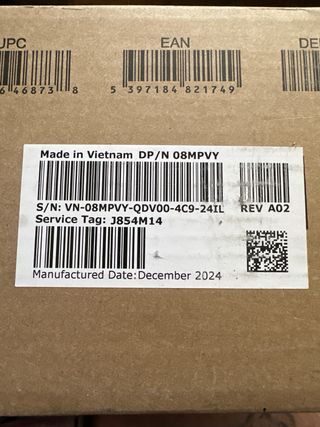 UPC EAN DEL
46873 8 5 397184 821749
Made in Vietnam DP/N 08MPVY
S/N: VN-08MPVY-QDV00-4C9-24IL REV A02
Service Tag: J854M14
Manufactured Date:December 2024